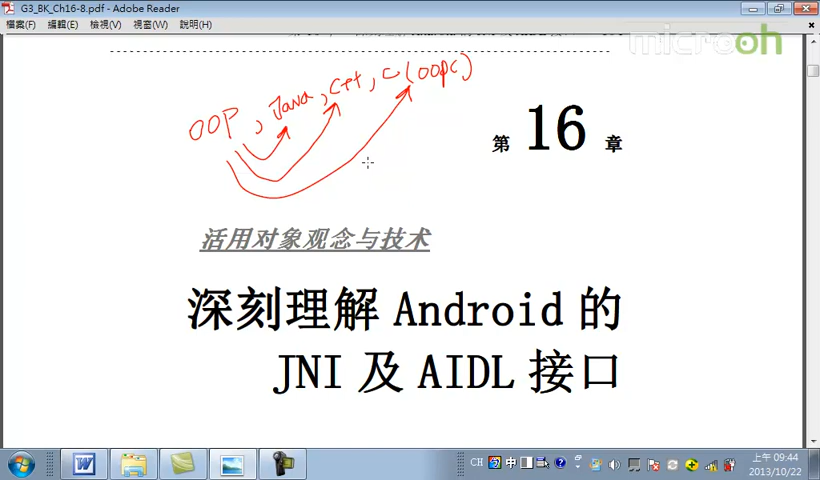 G3_BK_Ch16-8.pdf - Adobe Reader
檔案(F) 編輯(E) 檢視(V) 視窗(W) 說明(H)
microoh
OOP , Java , C++ , C (OOPC)
第 16 章
活用对象观念与技术
深刻理解 Android 的
JNI 及 AIDL 接口
CH 中
上午 09:44
2013/10/22